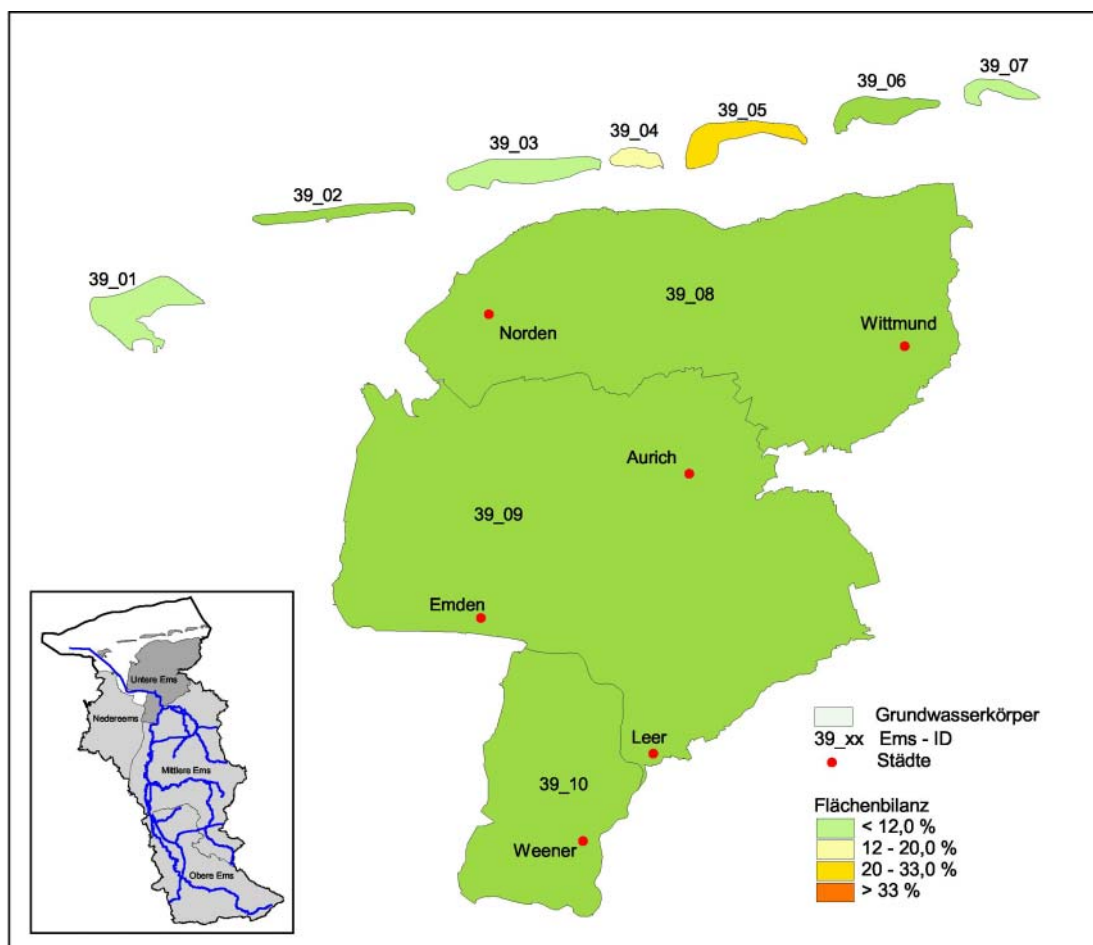 39_07
39_06
39_05
39_04
39_03
39_02
39_01
39_08
Norden
Wittmund
Aurich
39_09
Emden
Leer
39_10
Weener
Untere Ems
Nedereems
Mittlere Ems
Obere Ems
Grundwasserkörper
39_xx Ems - ID
Städte
Flächenbilanz
< 12,0 %
12 - 20,0 %
20 - 33,0 %
> 33 %